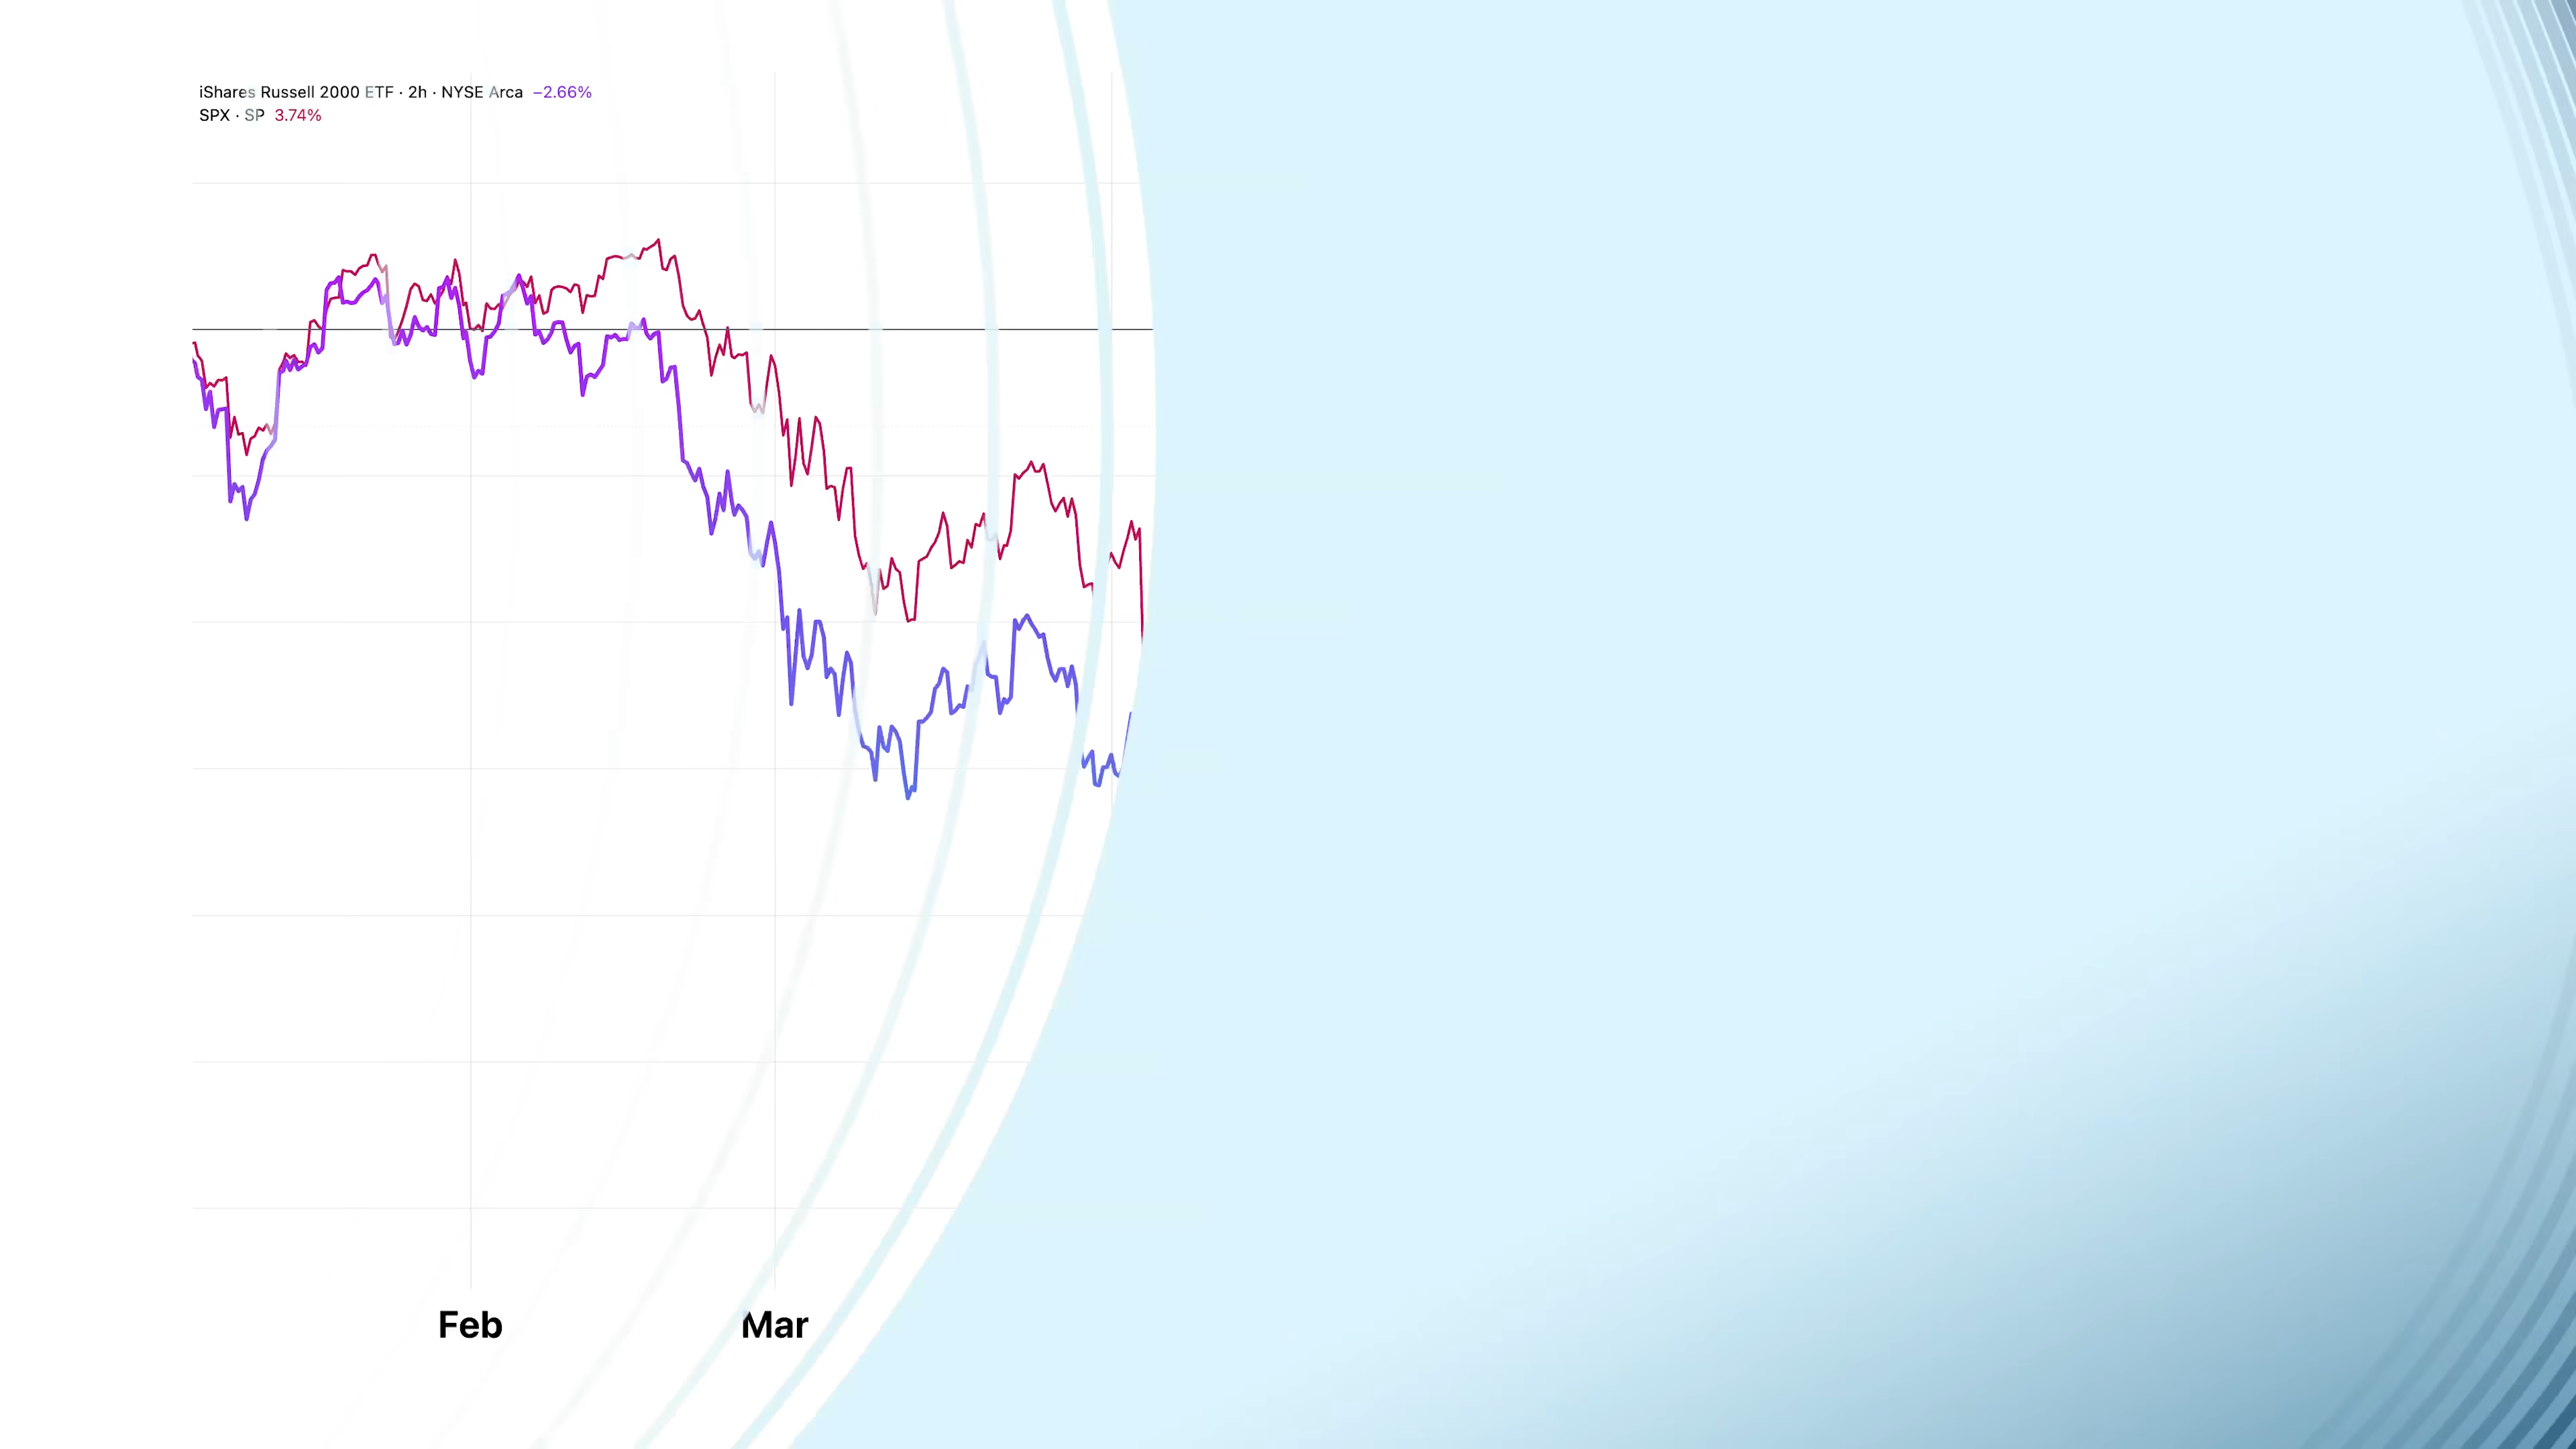 iShares Russell 2000 ETF · 2h · NYSE Arca −2.66%
SPX · SP 3.74%
Feb
Mar